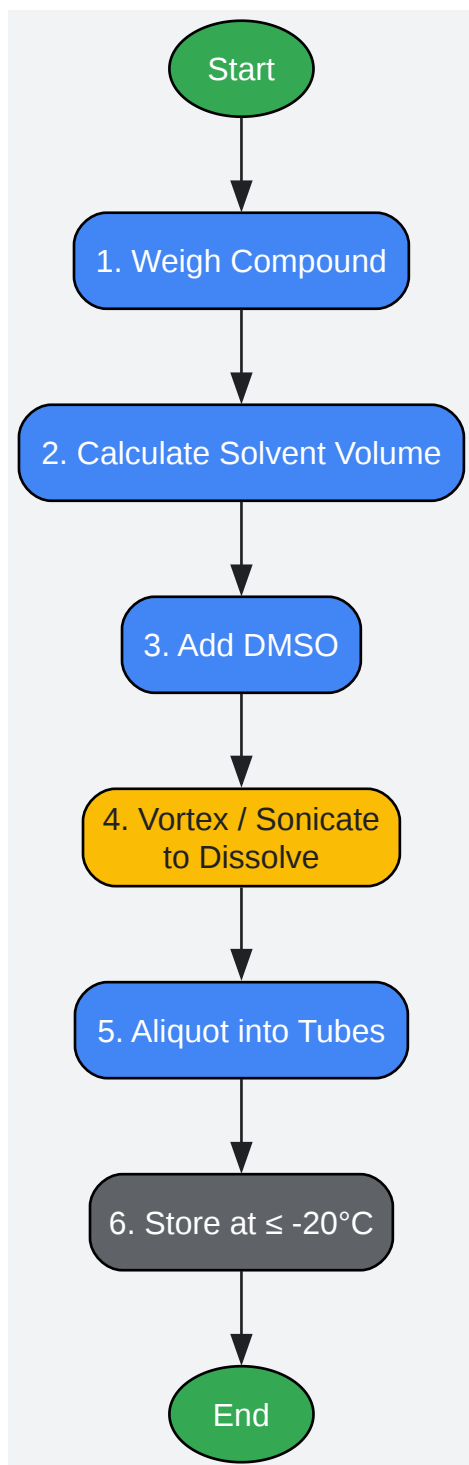 Start
1. Weigh Compound
2. Calculate Solvent Volume
3. Add DMSO
4. Vortex / Sonicate
to Dissolve
5. Aliquot into Tubes
6. Store at ≤ -20°C
End